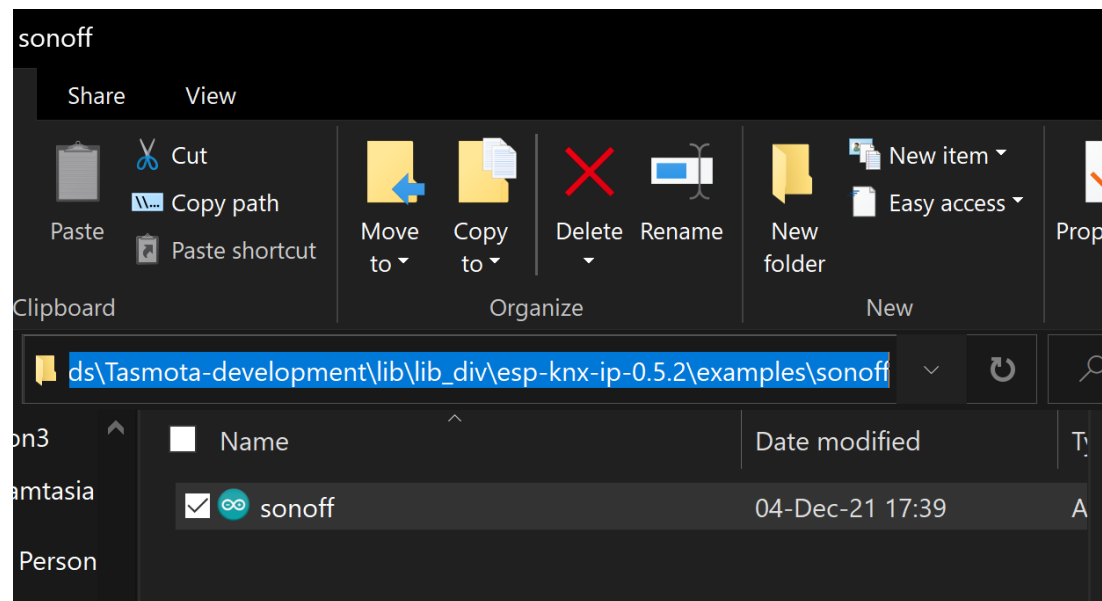 sonoff
Share View
Cut
Copy path
Paste shortcut
Paste
Move to
Copy to
Delete
Rename
New folder
New item
Easy access
Prop
Clipboard
Organize
New
ds\Tasmota-development\lib\lib_div\esp-knx-ip-0.5.2\examples\sonoff
on3
amtasia
Person
Name Date modified Ty
sonoff 04-Dec-21 17:39 A